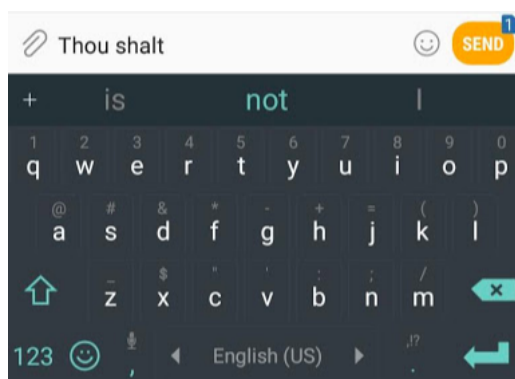 Thou shalt SEND 1
+ is not I
1 2 3 4 5 6 7 8 9 0
q w e r t y u i o p
@ # & * - + = ( )
a s d f g h j k l
_ $ " ' : ; /
z x c v b n m
,!?
123 , English (US) .